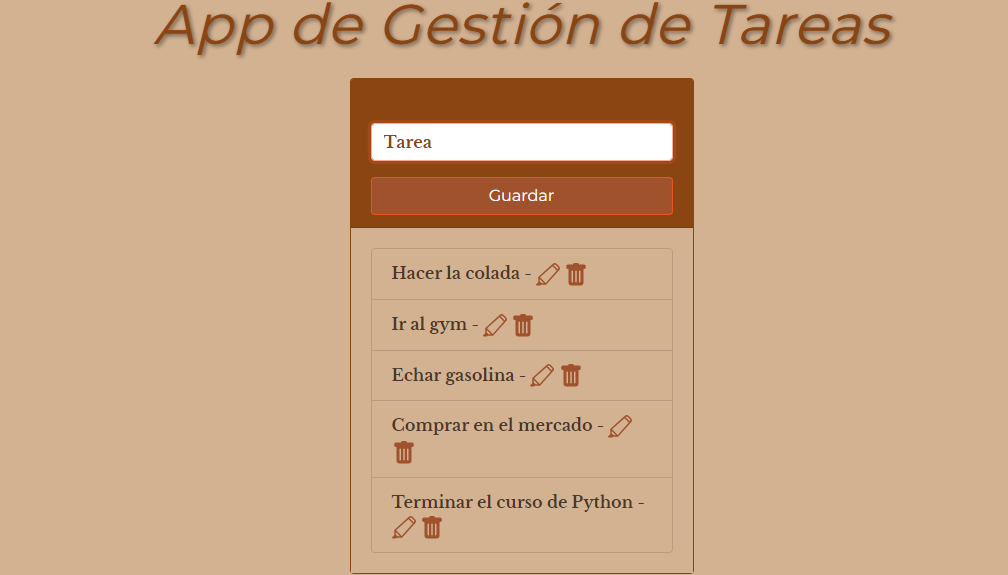 App de Gestión de Tareas
Tarea
Guardar
Hacer la colada -
Ir al gym -
Echar gasolina -
Comprar en el mercado -
Terminar el curso de Python -